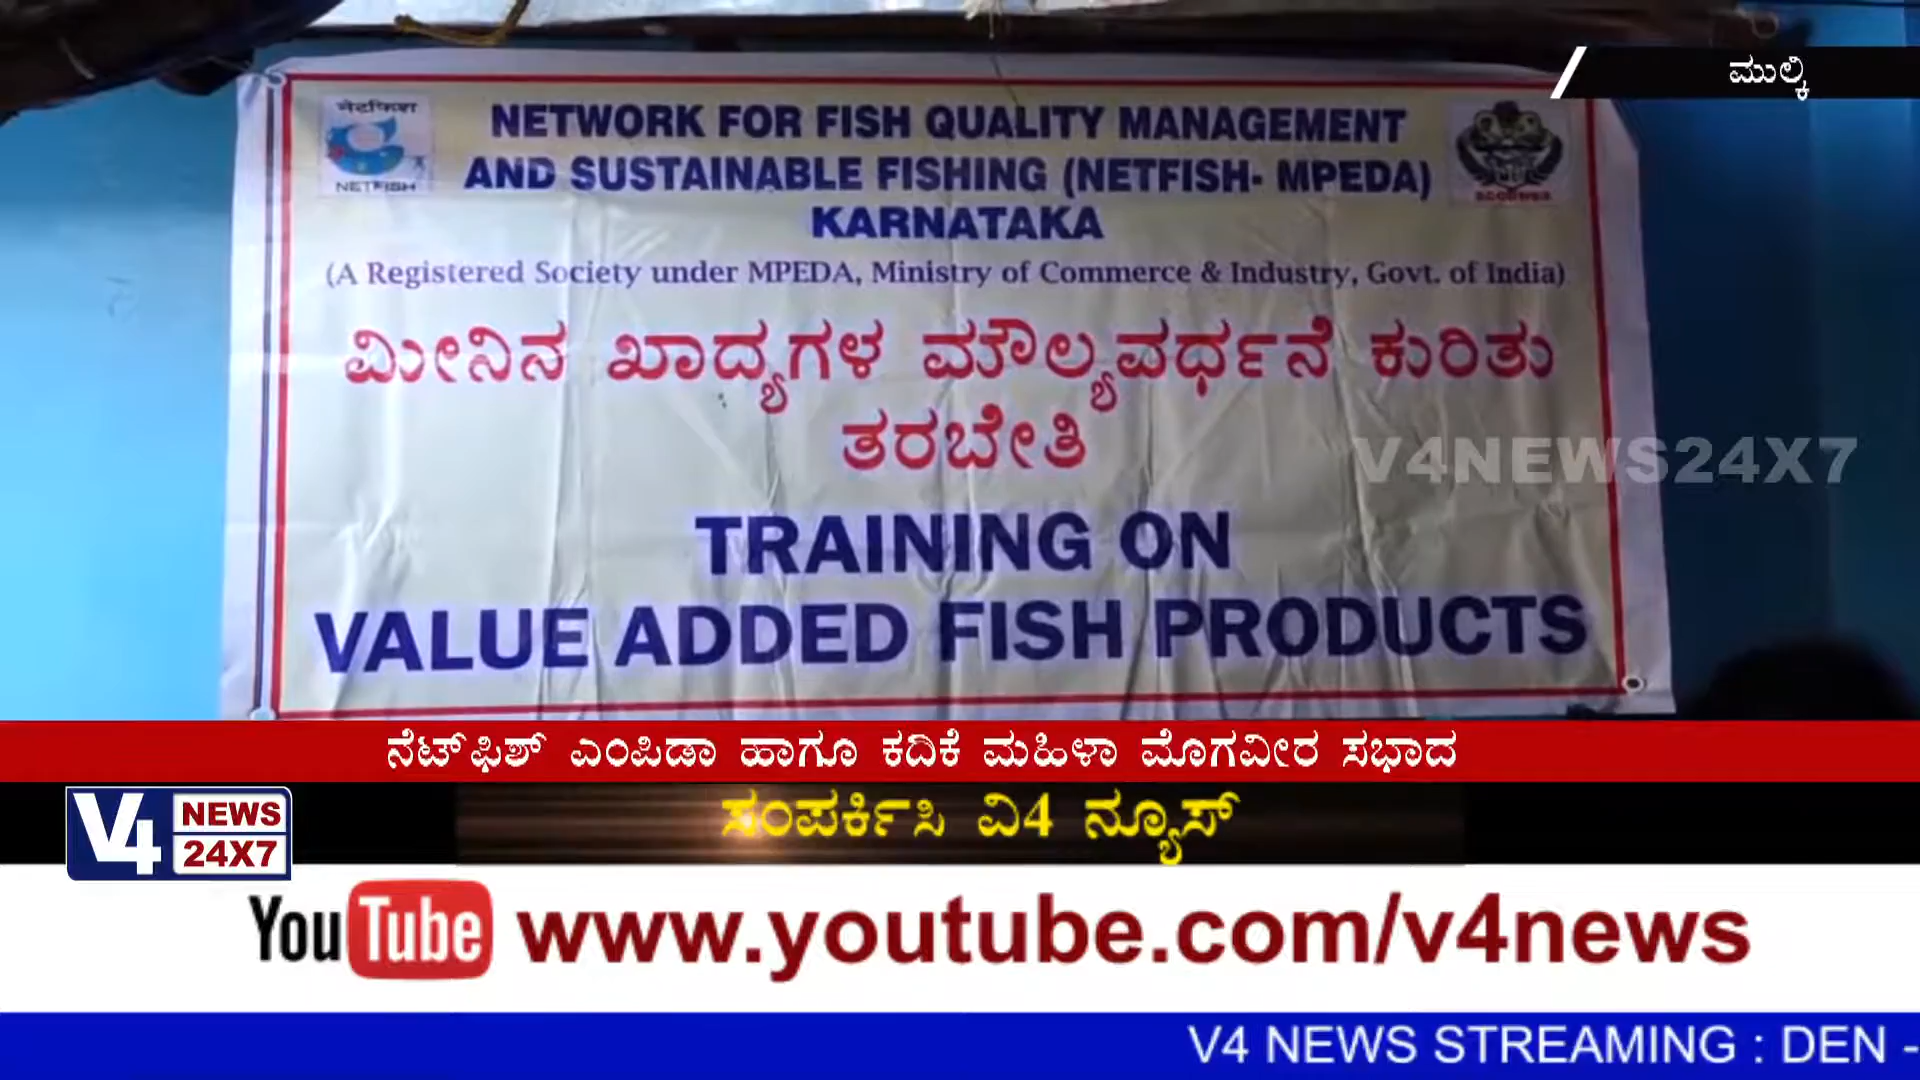 ಮುಲ್ಕಿ
नेटफिश
NETFISH
NETWORK FOR FISH QUALITY MANAGEMENT
AND SUSTAINABLE FISHING (NETFISH- MPEDA)
KARNATAKA
(A Registered Society under MPEDA, Ministry of Commerce & Industry, Govt. of India)
ಮೀನಿನ ಖಾದ್ಯಗಳ ಮೌಲ್ಯವರ್ಧನೆ ಕುರಿತು
ತರಬೇತಿ
V4NEWS24X7
TRAINING ON
VALUE ADDED FISH PRODUCTS
ನೆಟ್‌ಫಿಶ್ ಎಂಪಿಡಾ ಹಾಗೂ ಕದಿಕೆ ಮಹಿಳಾ ಮೊಗವೀರ ಸಭಾದ
V4 NEWS 24X7
ಸಂಪರ್ಕಿಸಿ ವಿ4 ನ್ಯೂಸ್
YouTube www.youtube.com/v4news
V4 NEWS STREAMING : DEN -